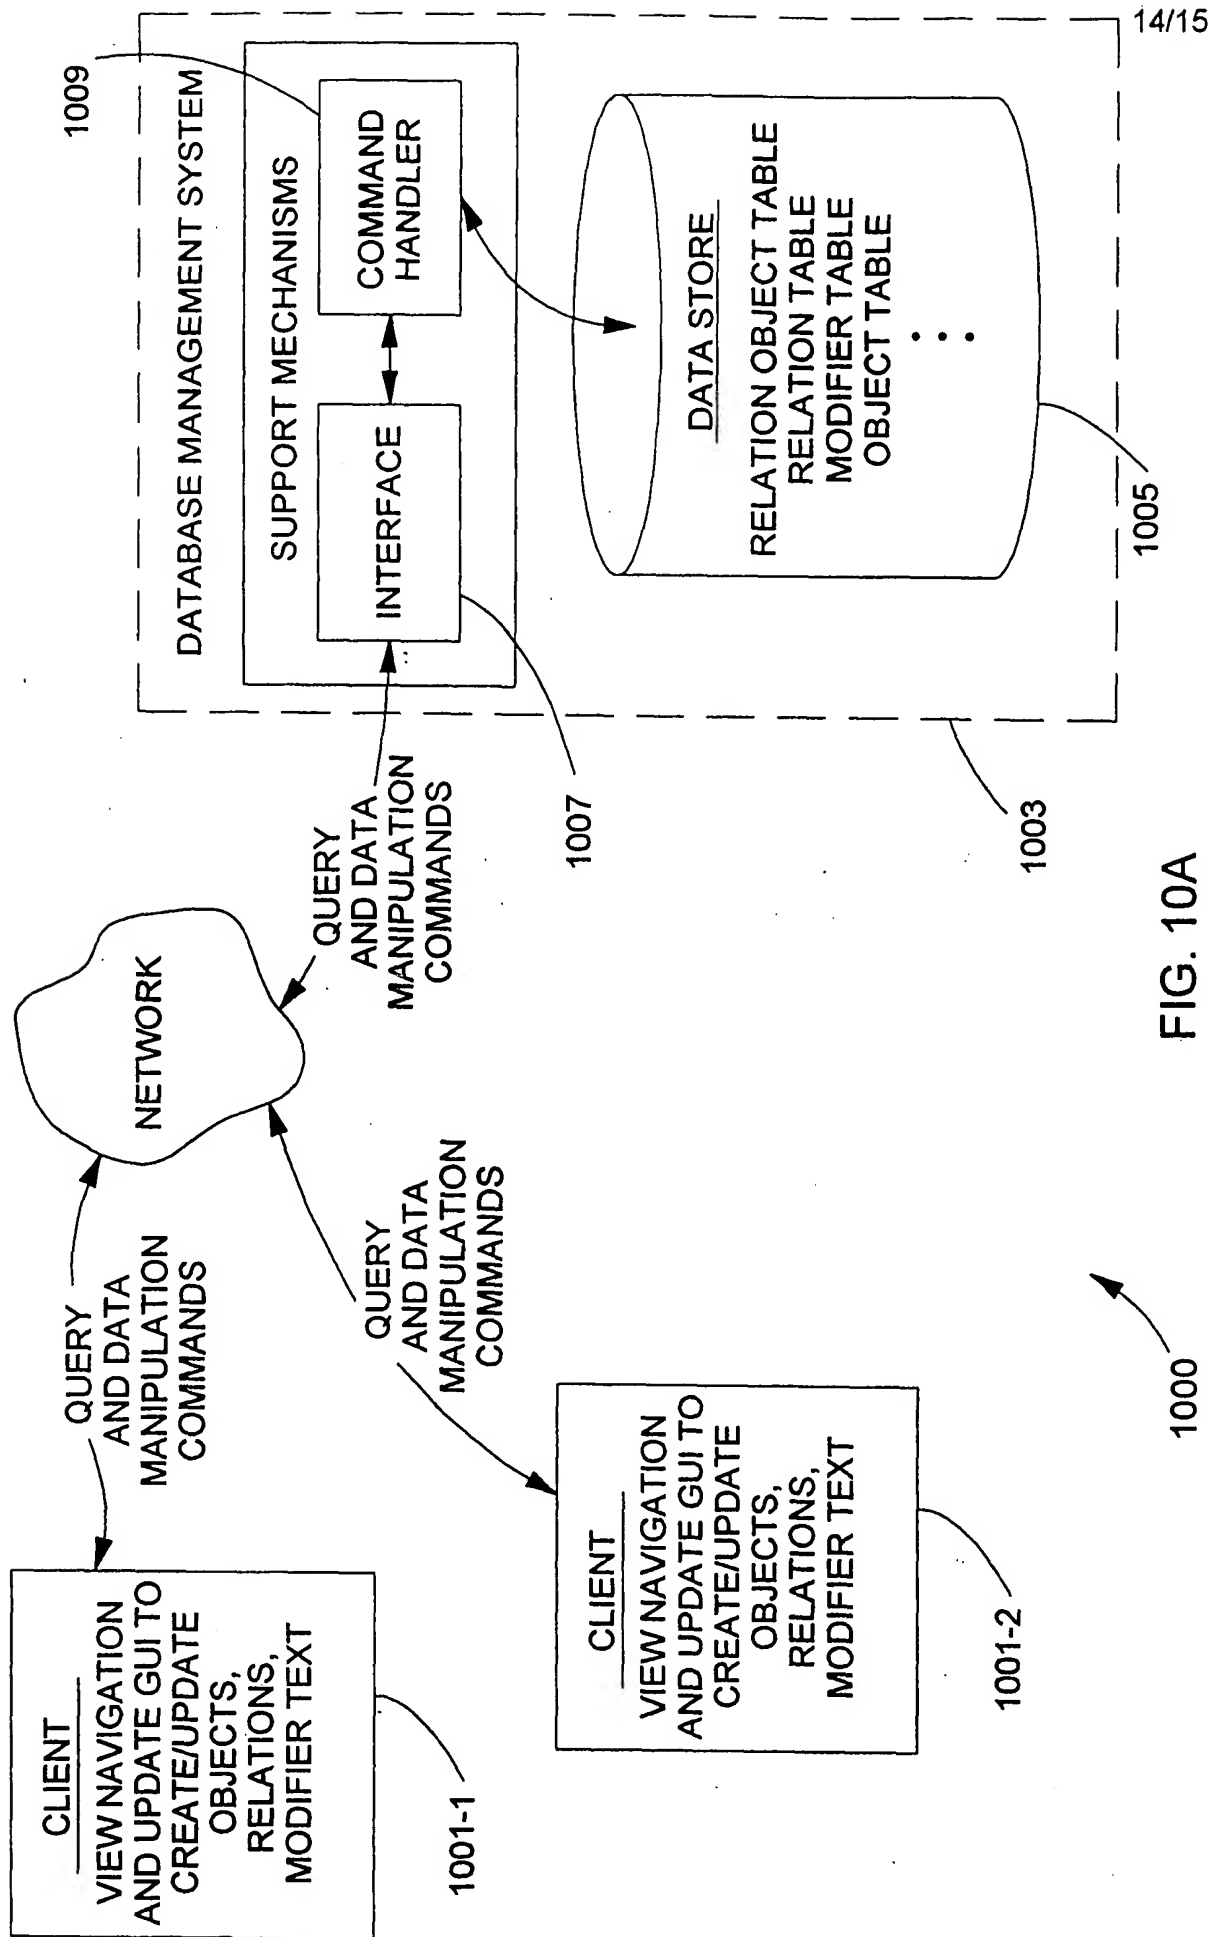 14/15
CLIENT
VIEW NAVIGATION
AND UPDATE GUI TO
CREATE/UPDATE
OBJECTS,
RELATIONS,
MODIFIER TEXT
1001-1
QUERY
AND DATA
MANIPULATION
COMMANDS
NETWORK
CLIENT
VIEW NAVIGATION
AND UPDATE GUI TO
CREATE/UPDATE
OBJECTS,
RELATIONS,
MODIFIER TEXT
1001-2
QUERY
AND DATA
MANIPULATION
COMMANDS
QUERY
AND DATA
MANIPULATION
COMMANDS
1007
1009
DATABASE MANAGEMENT SYSTEM
SUPPORT MECHANISMS
INTERFACE
COMMAND
HANDLER
DATA STORE
RELATION OBJECT TABLE
RELATION TABLE
MODIFIER TABLE
OBJECT TABLE
1005
1003
1000
FIG. 10A